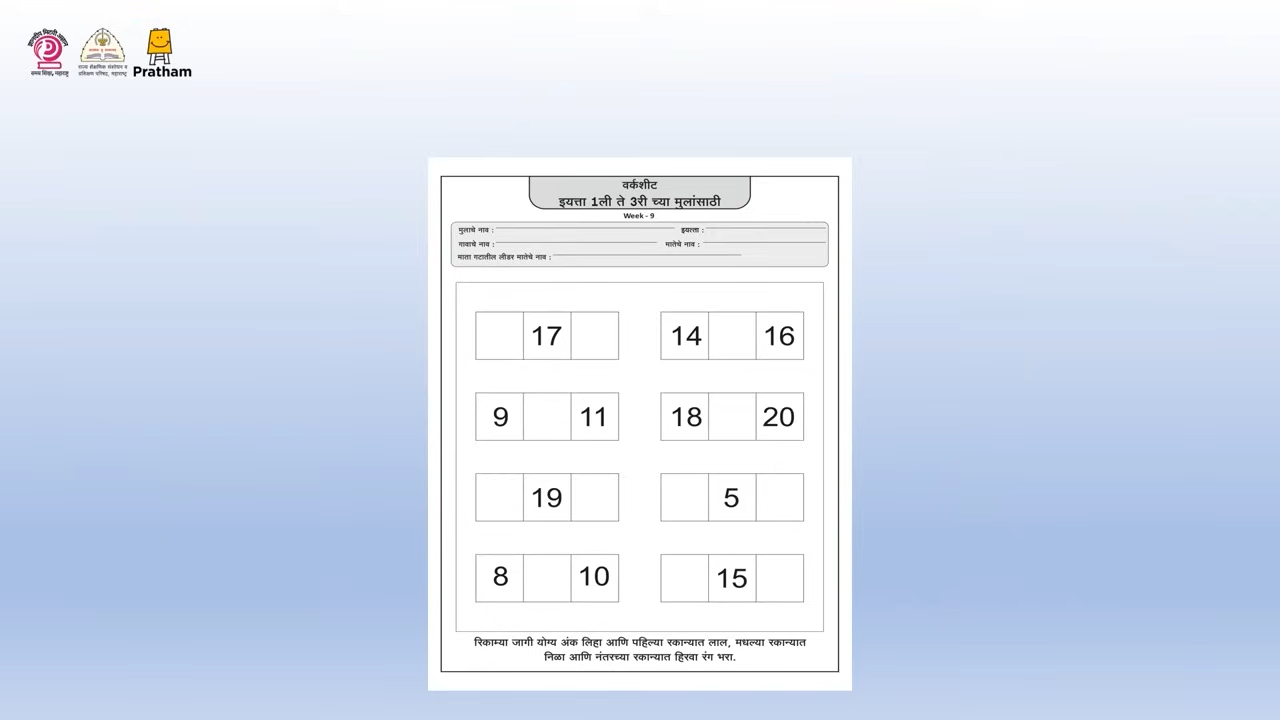 Pratham
वर्कशीट
इयत्ता 1ली ते 3री च्या मुलांसाठी
Week - 9
मुलाचे नाव : इयत्ता :
गावाचे नाव : मातेचे नाव :
माता गटातील लीडर मातेचे नाव :
17 14 16
9 11 18 20
19 5
8 10 15
रिकाम्या जागी योग्य अंक लिहा आणि पहिल्या रकान्यात लाल, मधल्या रकान्यात
निळा आणि नंतरच्या रकान्यात हिरवा रंग भरा.